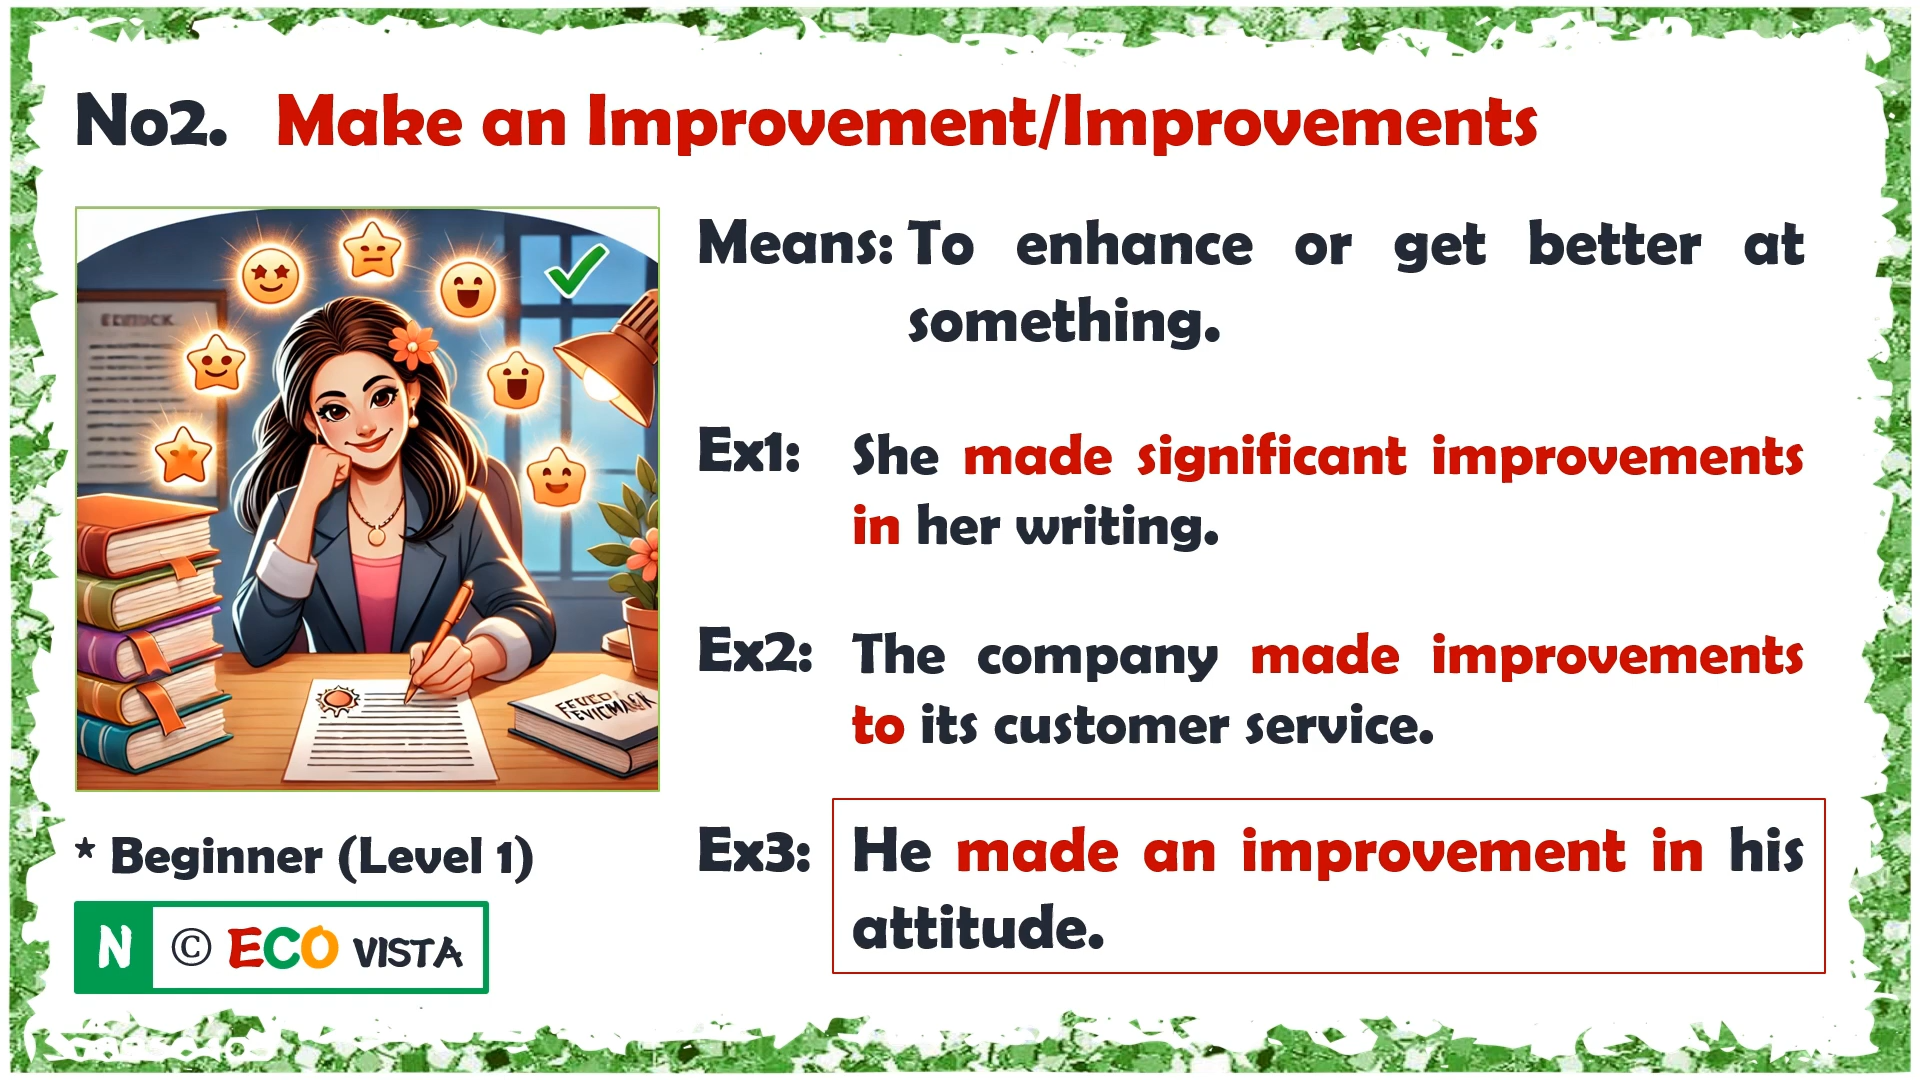 No2. Make an Improvement/Improvements
Means: To enhance or get better at
something.
Ex1: She made significant improvements
in her writing.
Ex2: The company made improvements
to its customer service.
Ex3: He made an improvement in his
attitude.
* Beginner (Level 1)
N © ECO VISTA